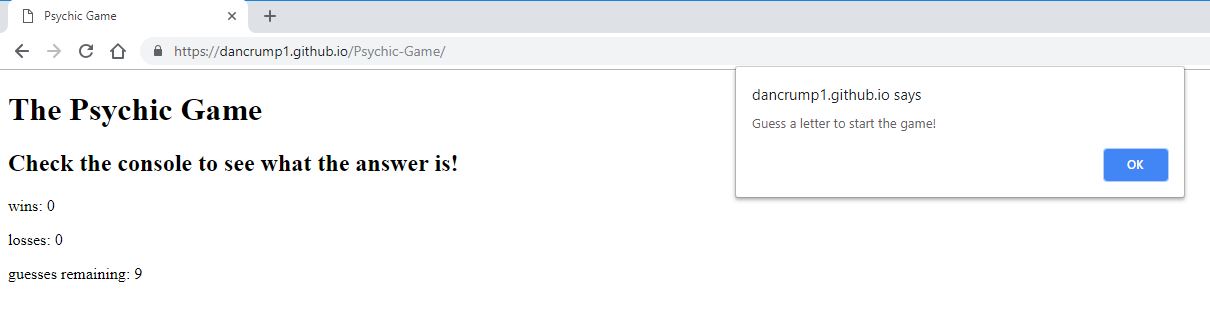 Psychic Game
https://dancrump1.github.io/Psychic-Game/
dancrump1.github.io says
Guess a letter to start the game!
OK
The Psychic Game
Check the console to see what the answer is!
wins: 0
losses: 0
guesses remaining: 9